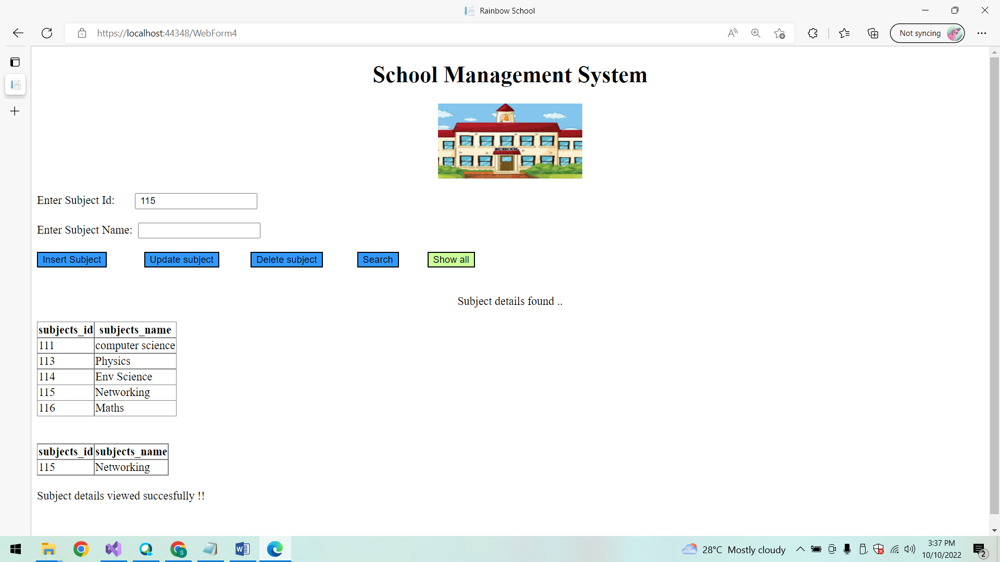 Rainbow School
https://localhost:44348/WebForm4
Not syncing
School Management System
SCHOOL
Enter Subject Id: 115
Enter Subject Name:
Insert Subject Update subject Delete subject Search Show all
Subject details found ..
subjects_id subjects_name
111 computer science
113 Physics
114 Env Science
115 Networking
116 Maths
subjects_id subjects_name
115 Networking
Subject details viewed succesfully !!
28°C Mostly cloudy
3:37 PM
10/10/2022
2